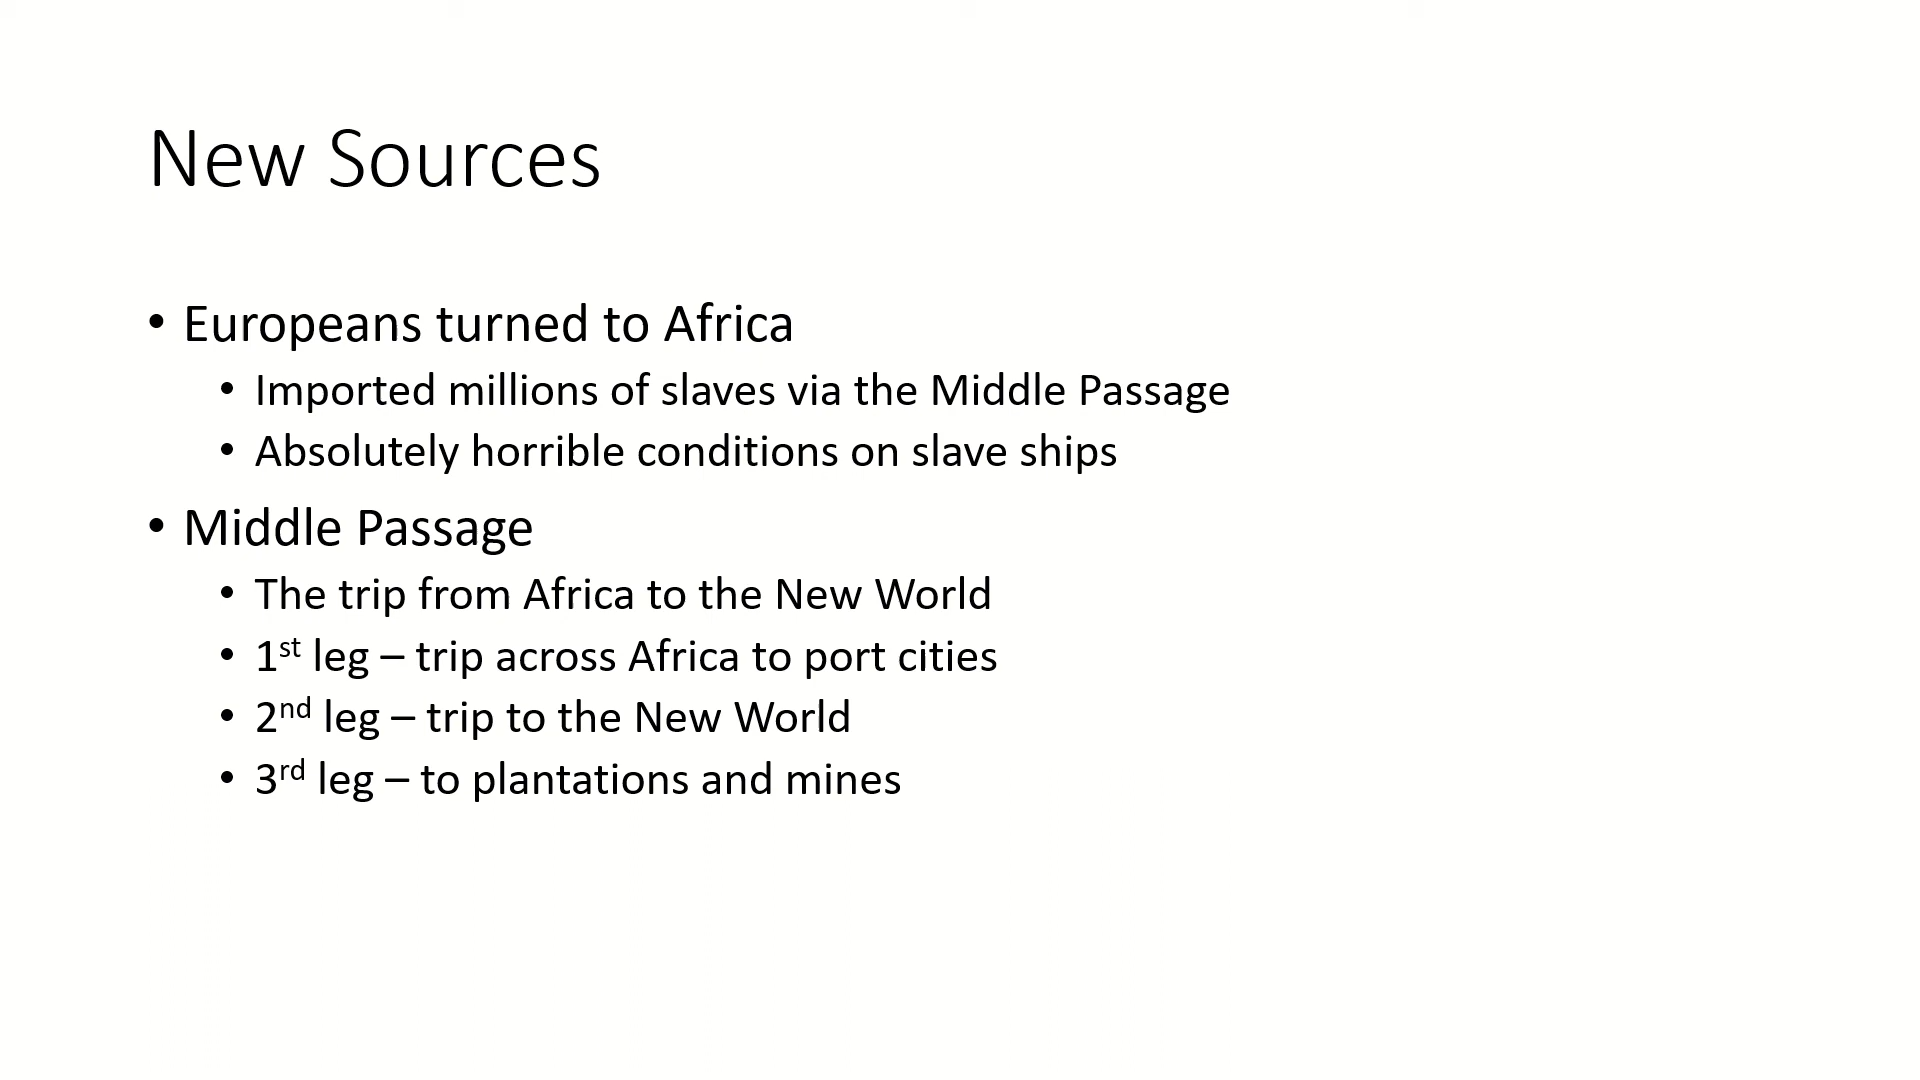 New Sources
• Europeans turned to Africa
• Imported millions of slaves via the Middle Passage
• Absolutely horrible conditions on slave ships
• Middle Passage
• The trip from Africa to the New World
• 1st leg – trip across Africa to port cities
• 2nd leg – trip to the New World
• 3rd leg – to plantations and mines